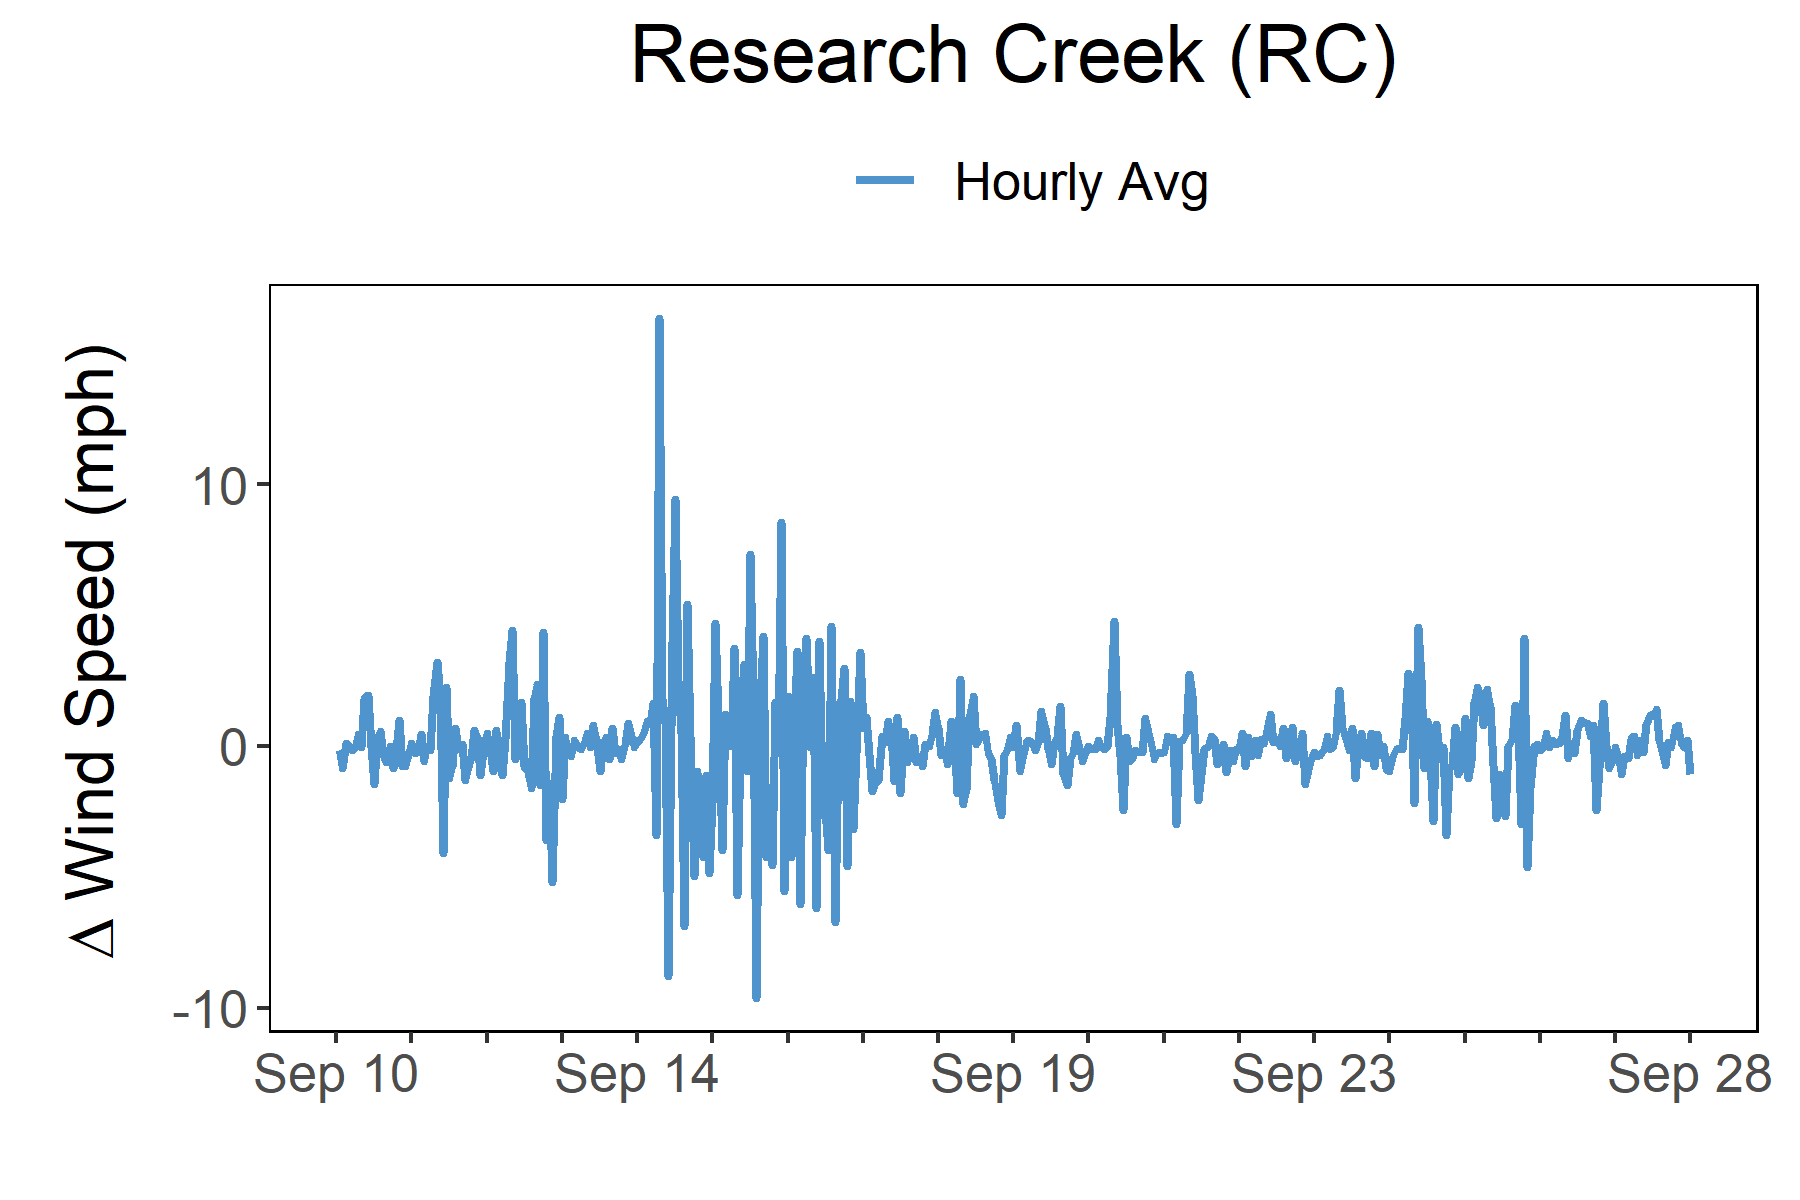 Research Creek (RC)
Hourly Avg
Δ Wind Speed (mph)
10
0
-10
Sep 10 Sep 14 Sep 19 Sep 23 Sep 28